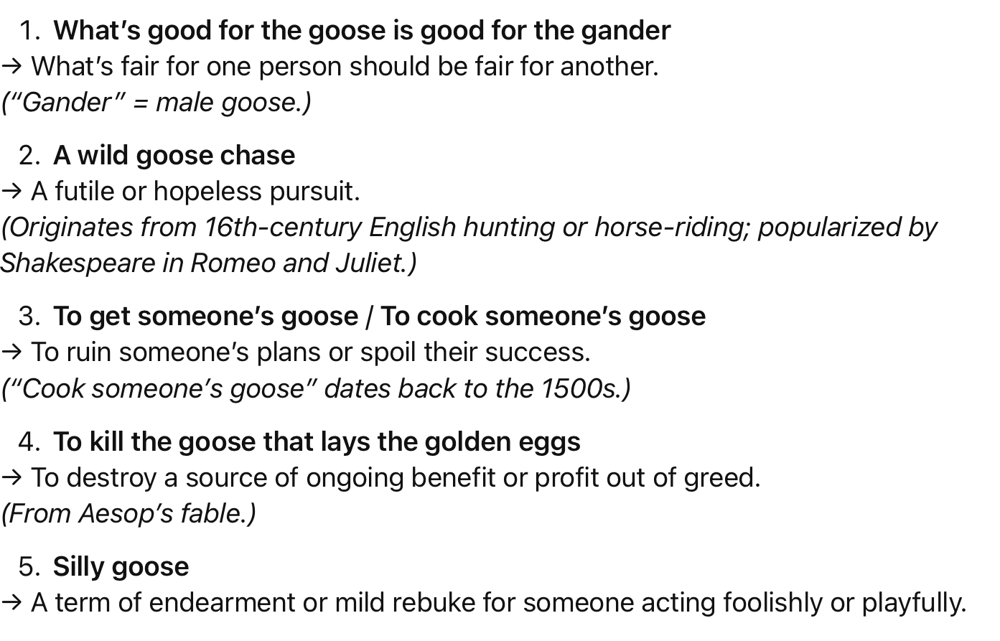 1. What’s good for the goose is good for the gander
→ What’s fair for one person should be fair for another.
(“Gander” = male goose.)
2. A wild goose chase
→ A futile or hopeless pursuit.
(Originates from 16th-century English hunting or horse-riding; popularized by
Shakespeare in Romeo and Juliet.)
3. To get someone’s goose / To cook someone’s goose
→ To ruin someone’s plans or spoil their success.
(“Cook someone’s goose” dates back to the 1500s.)
4. To kill the goose that lays the golden eggs
→ To destroy a source of ongoing benefit or profit out of greed.
(From Aesop’s fable.)
5. Silly goose
→ A term of endearment or mild rebuke for someone acting foolishly or playfully.